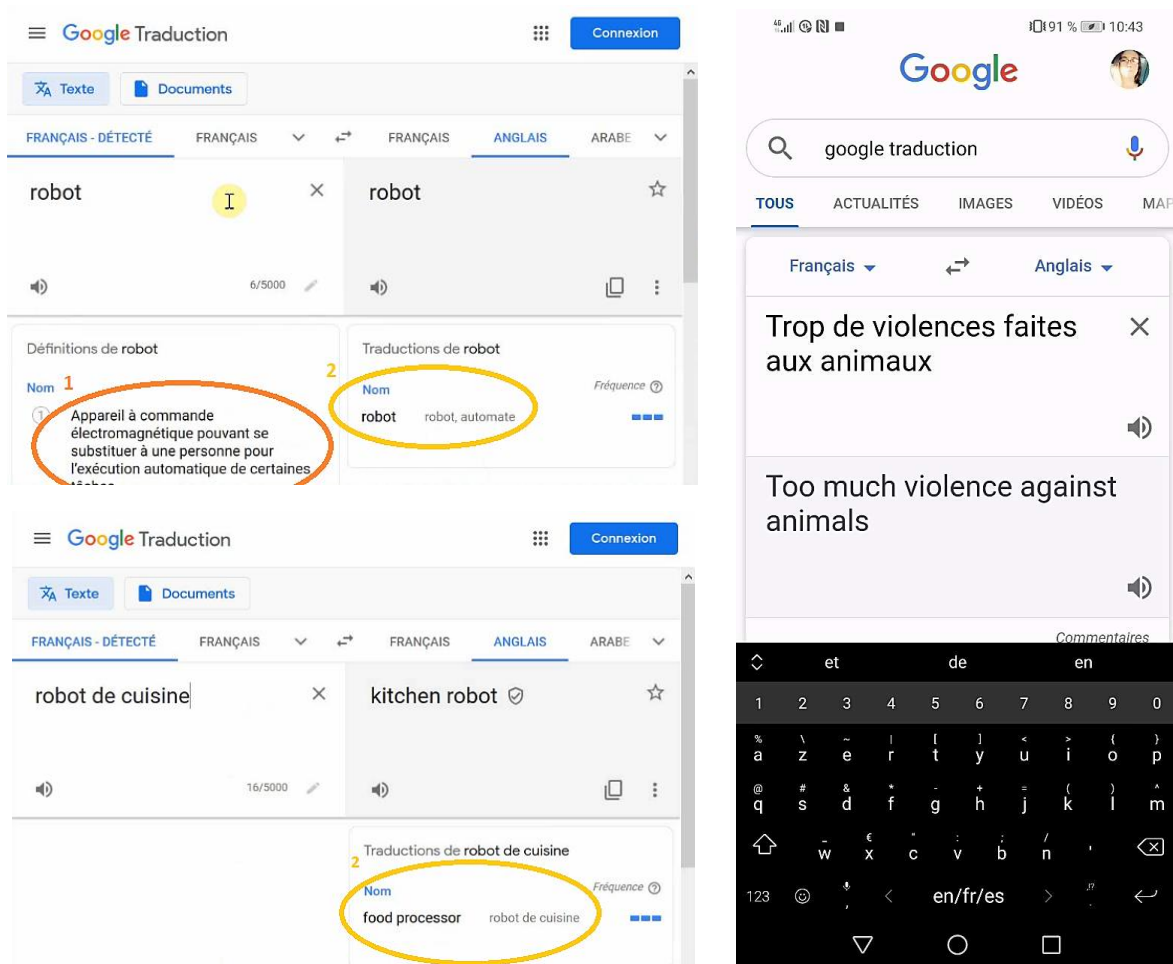 Google Traduction
Connexion
Texte
Documents
FRANÇAIS - DÉTECTÉ FRANÇAIS FRANÇAIS ANGLAIS ARABE
robot
robot
6/5000
Définitions de robot
Nom 1
1 Appareil à commande
électromagnétique pouvant se
substituer à une personne pour
l'exécution automatique de certaines
tâches
Traductions de robot
2
Nom
Fréquence
robot robot, automate
Google Traduction
Connexion
Texte
Documents
FRANÇAIS - DÉTECTÉ FRANÇAIS FRANÇAIS ANGLAIS ARABE
robot de cuisine
kitchen robot
16/5000
Traductions de robot de cuisine
2
Nom
Fréquence
food processor robot de cuisine
4G 91 % 10:43
Google
google traduction
TOUS ACTUALITÉS IMAGES VIDÉOS MAP
Français Anglais
Trop de violences faites
aux animaux
Too much violence against
animals
Commentaires
et de en
1 2 3 4 5 6 7 8 9 0
% \ ~ | [ ] < > { }
a z e r t y u i o p
@ # & * - + = ( ) ^
q s d f g h j k l m
_ € " : ; /
w x c v b n '
123 , < en/fr/es > .